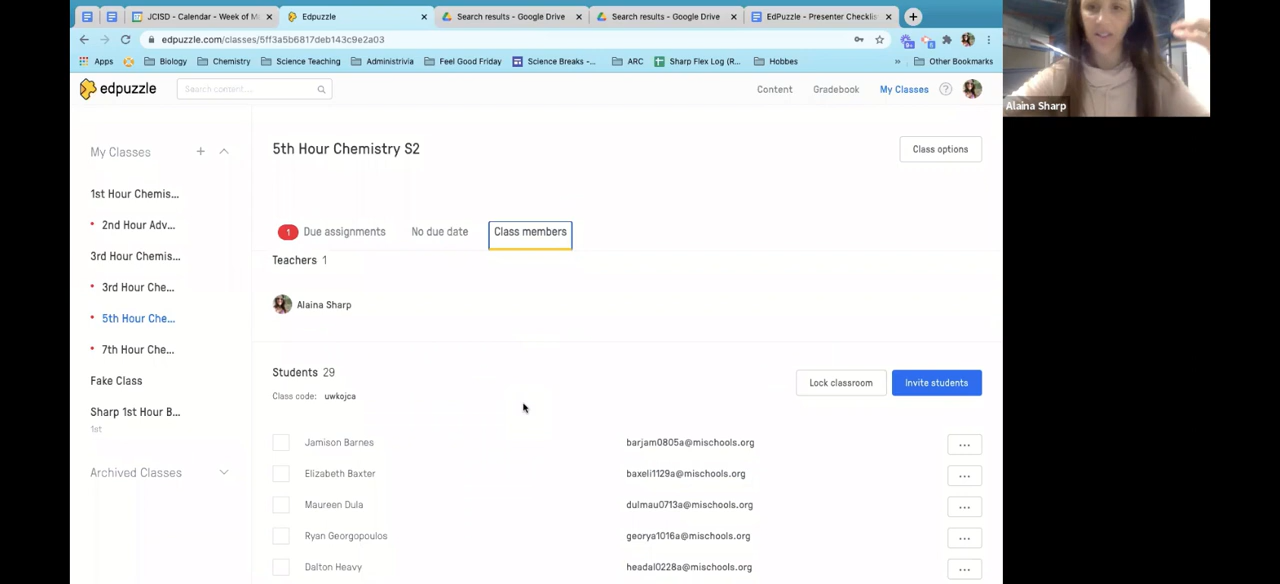 JCISD - Calendar - Week of M
Edpuzzle
Search results - Google Drive
Search results - Google Drive
EdPuzzle - Presenter Checklis
edpuzzle.com/classes/5ff3a5b6817deb143c9e2a03
Apps
Biology
Chemistry
Science Teaching
Administrivia
Feel Good Friday
Science Breaks -...
ARC
Sharp Flex Log (R...
Hobbes
»
Other Bookmarks
edpuzzle
Search content...
Content
Gradebook
My Classes
?
Alaina Sharp
My Classes
5th Hour Chemistry S2
Class options
1st Hour Chemis...
2nd Hour Adv...
3rd Hour Chemis...
3rd Hour Che...
5th Hour Che...
7th Hour Che...
Fake Class
Sharp 1st Hour B...
1st
Archived Classes
1 Due assignments
No due date
Class members
Teachers 1
Alaina Sharp
Students 29
Class code: uwkojca
Lock classroom
Invite students
Jamison Barnes barjam0805a@mischools.org ...
Elizabeth Baxter baxeli1129a@mischools.org ...
Maureen Dula dulmau0713a@mischools.org ...
Ryan Georgopoulos georya1016a@mischools.org ...
Dalton Heavy headal0228a@mischools.org ...